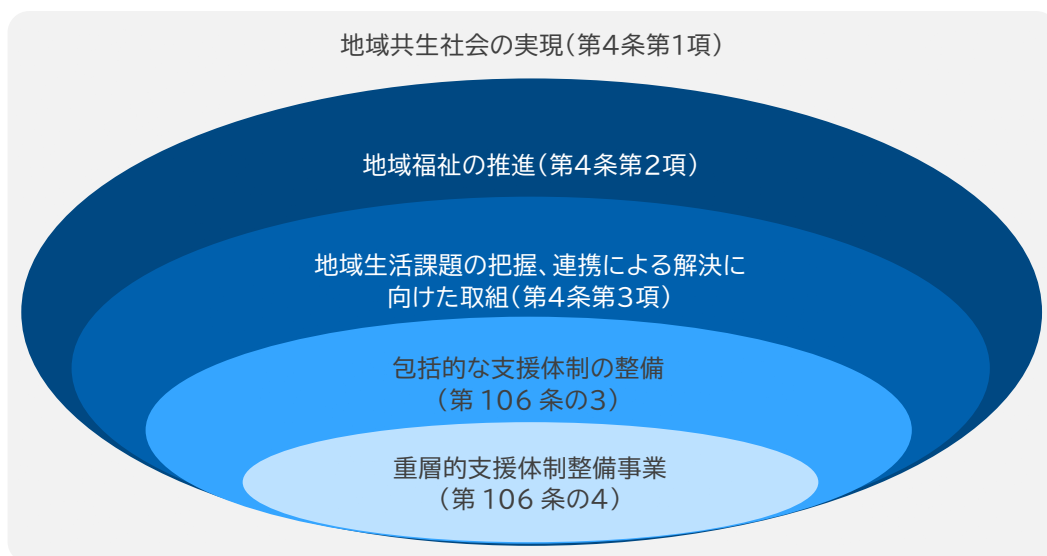 地域共生社会の実現(第4条第1項)
地域福祉の推進(第4条第2項)
地域生活課題の把握、連携による解決に
向けた取組(第4条第3項)
包括的な支援体制の整備
(第 106 条の3)
重層的支援体制整備事業
(第 106 条の4)